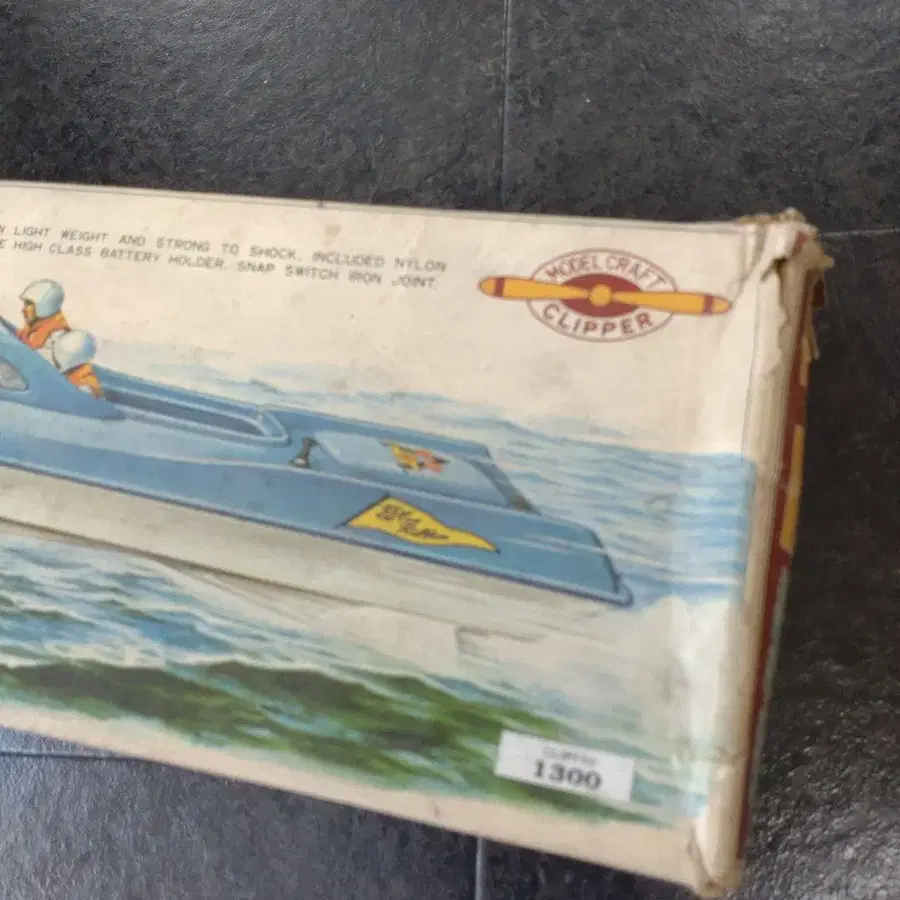 LIGHT WEIGHT AND STRONG TO SHOCK. INCLUDED NYLON
HIGH CLASS BATTERY HOLDER. SNAP SWITCH IRON JOINT.
MODEL CRAFT
CLIPPER
1300